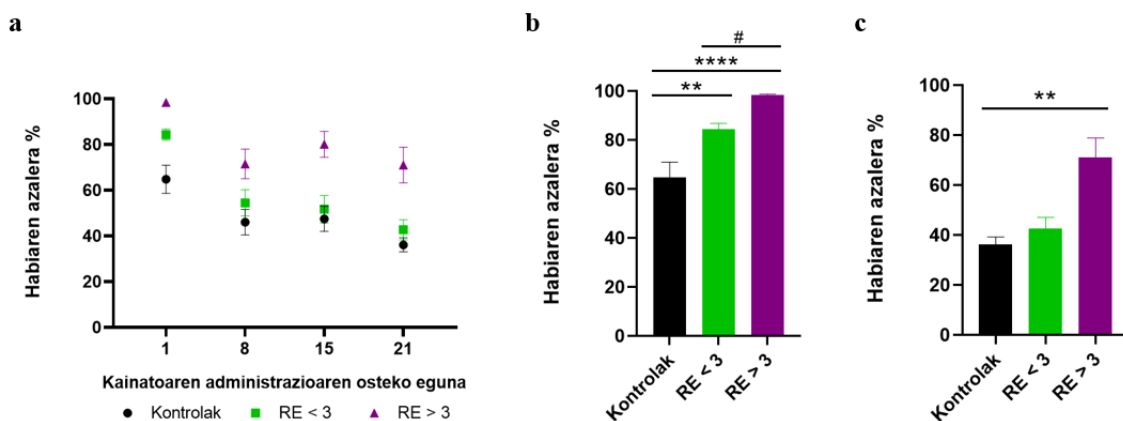 a
Habiaren azalera %
100
80
60
40
20
0
1 8 15 21
Kainatoaren administrazioaren osteko eguna
Kontrolak RE < 3 RE > 3
b
#
****
**
Habiaren azalera %
100
80
60
40
20
0
Kontrolak
RE < 3
RE > 3
c
**
Habiaren azalera %
100
80
60
40
20
0
Kontrolak
RE < 3
RE > 3